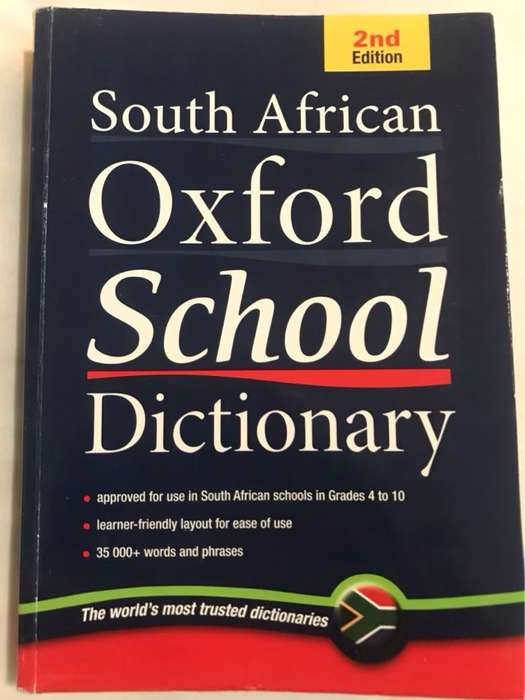 2nd
Edition
South African
Oxford
School
Dictionary
• approved for use in South African schools in Grades 4 to 10
• learner-friendly layout for ease of use
• 35 000+ words and phrases
The world's most trusted dictionaries